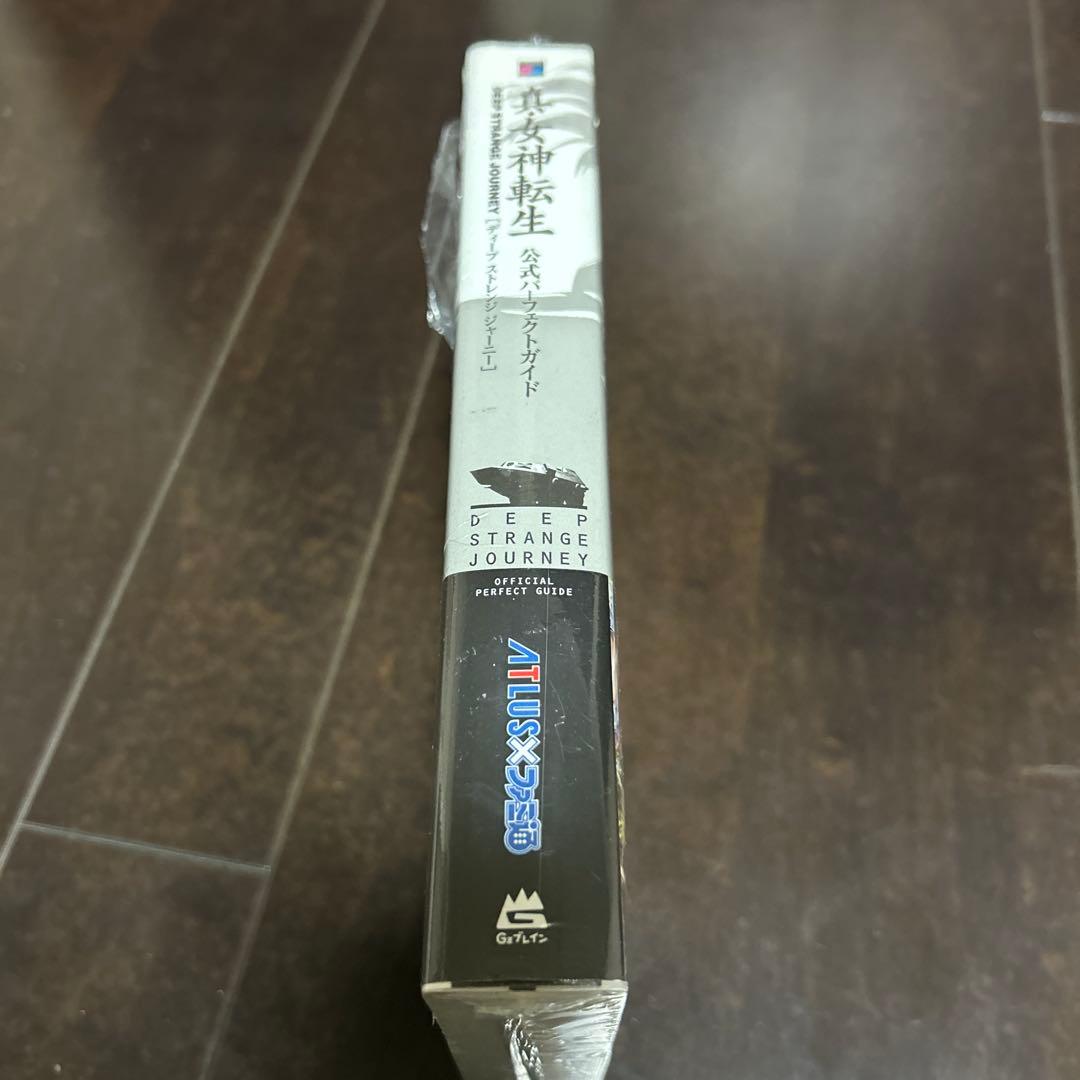 真・女神転生 公式パーフェクトガイド
DEEP STRANGE JOURNEY [ディープ ストレンジ ジャーニー]
DEEP
STRANGE
JOURNEY
OFFICIAL
PERFECT GUIDE
ATLUS×ファミ通
Gzブレイン